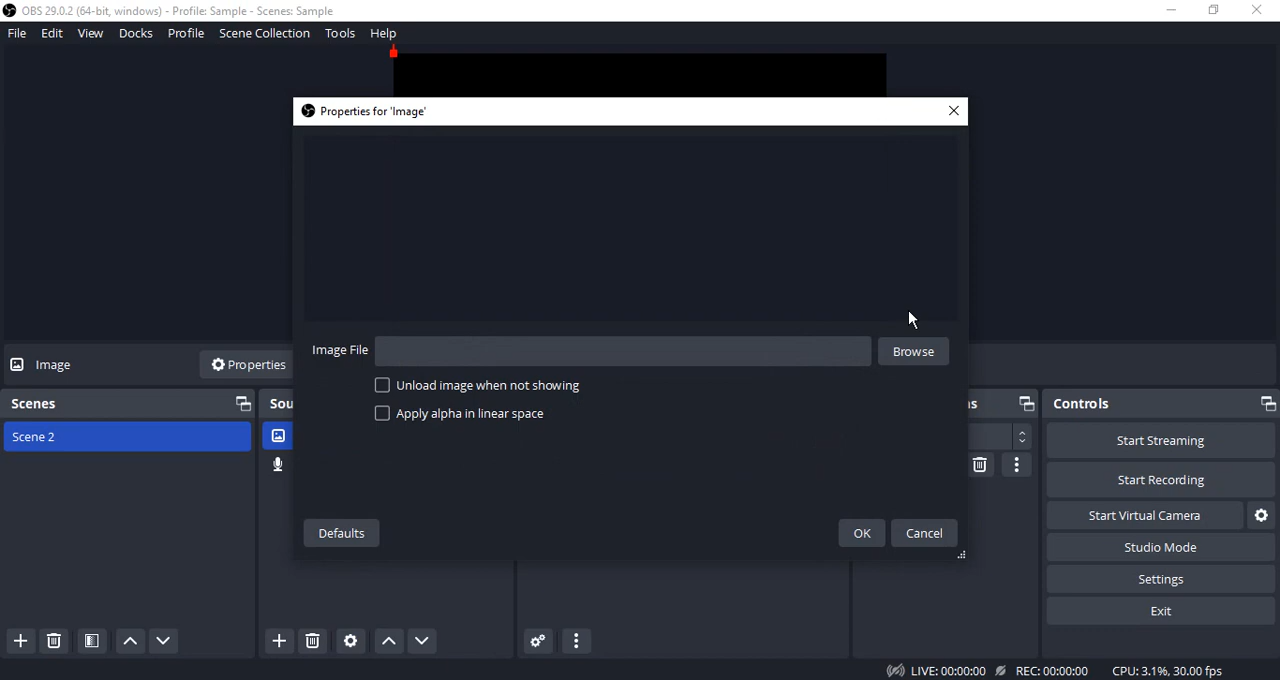 OBS 29.0.2 (64-bit, windows) - Profile: Sample - Scenes: Sample
File Edit View Docks Profile Scene Collection Tools Help
Properties for 'Image'
Image File
Browse
Unload image when not showing
Apply alpha in linear space
Defaults
OK
Cancel
Image
Properties
Scenes
Scene 2
Sou
ns
Controls
Start Streaming
Start Recording
Start Virtual Camera
Studio Mode
Settings
Exit
LIVE: 00:00:00 REC: 00:00:00 CPU: 3.1%, 30.00 fps